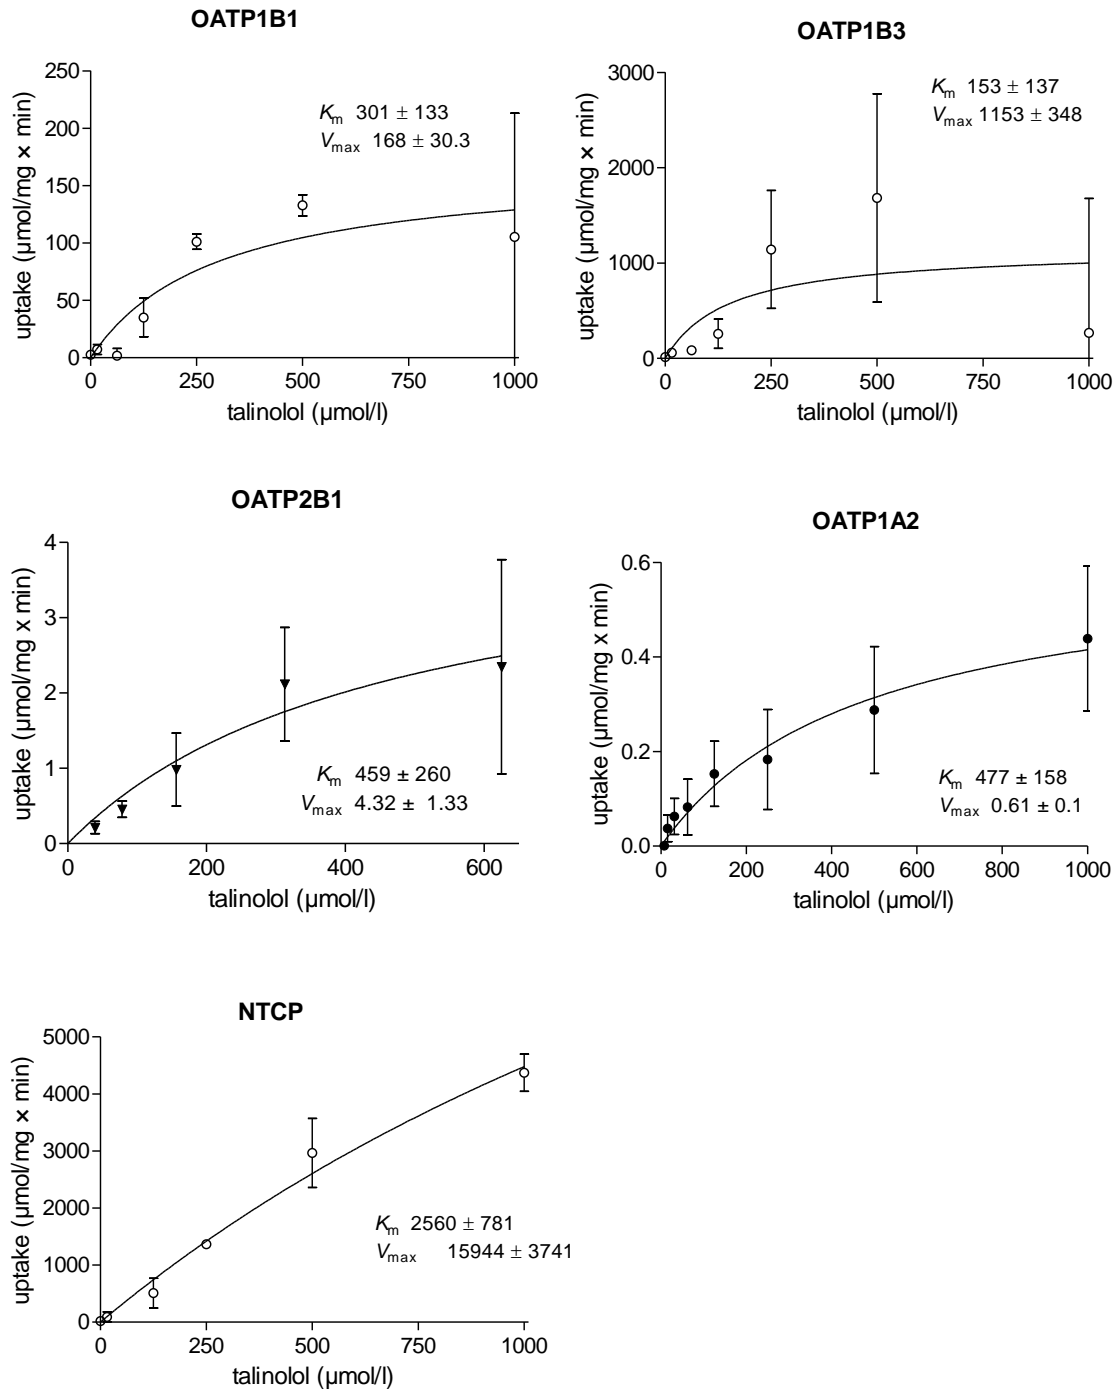 OATP1B1
250
200
150
100
50
0
uptake (µmol/mg × min)
0 250 500 750 1000
talinolol (µmol/l)
Km 301 ± 133
Vmax 168 ± 30.3
OATP1B3
3000
2000
1000
0
uptake (µmol/mg × min)
0 250 500 750 1000
talinolol (µmol/l)
Km 153 ± 137
Vmax 1153 ± 348
OATP2B1
4
3
2
1
0
uptake (µmol/mg x min)
0 200 400 600
talinolol (µmol/l)
Km 459 ± 260
Vmax 4.32 ± 1.33
OATP1A2
0.6
0.4
0.2
0.0
uptake (µmol/mg x min)
0 200 400 600 800 1000
talinolol (µmol/l)
Km 477 ± 158
Vmax 0.61 ± 0.1
NTCP
5000
4000
3000
2000
1000
0
uptake (µmol/mg × min)
0 250 500 750 1000
talinolol (µmol/l)
Km 2560 ± 781
Vmax 15944 ± 3741